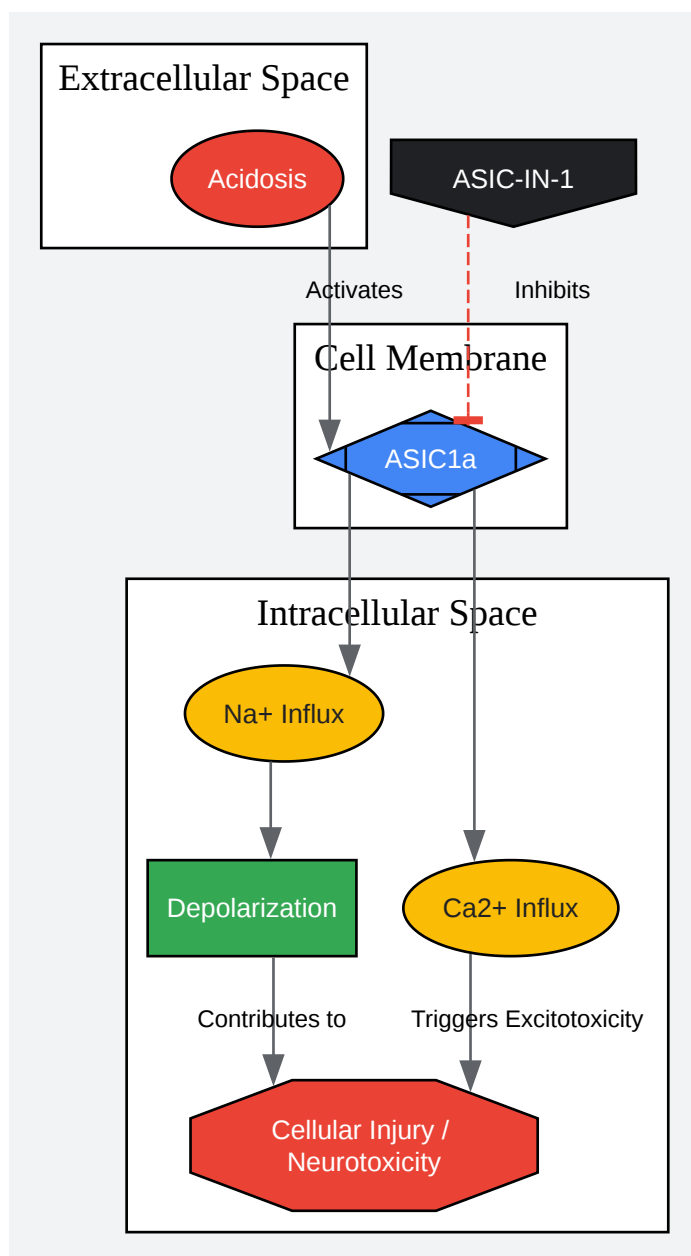 Extracellular Space
Acidosis
ASIC-IN-1
Activates
Inhibits
Cell Membrane
ASIC1a
Intracellular Space
Na+ Influx
Depolarization
Ca2+ Influx
Contributes to
Triggers Excitotoxicity
Cellular Injury /
Neurotoxicity